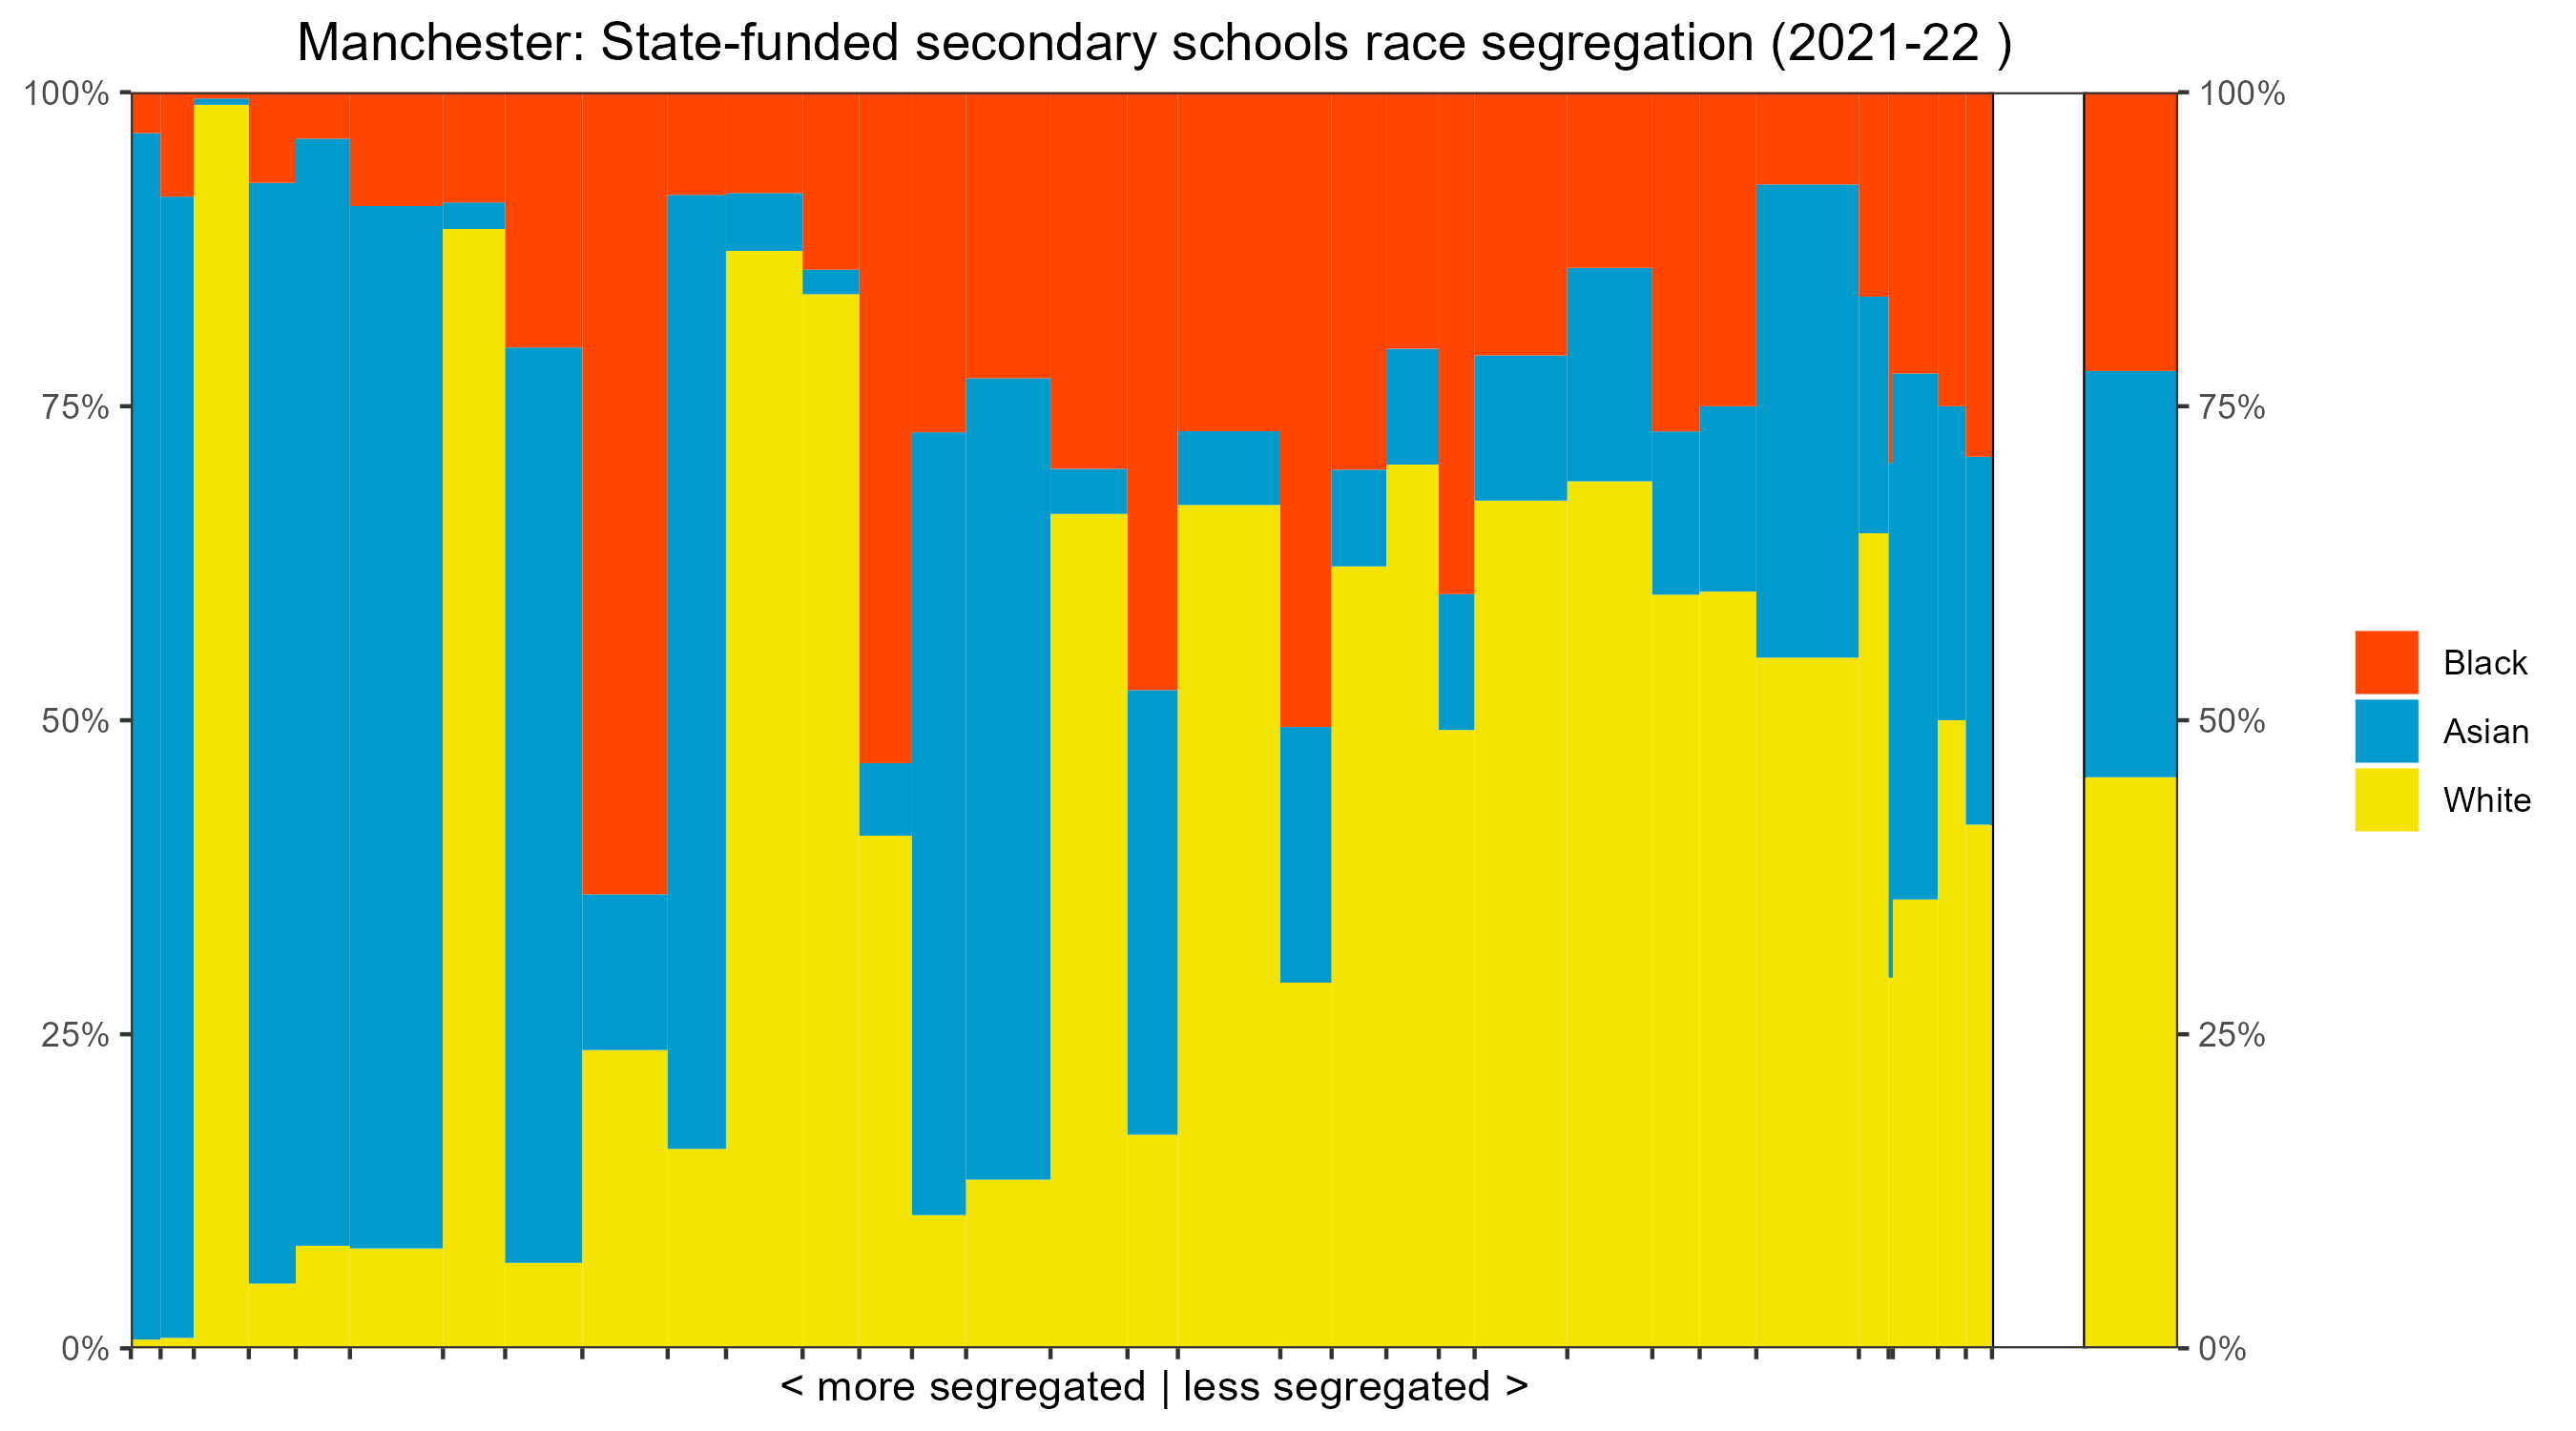 Manchester: State-funded secondary schools race segregation (2021-22 )
100%
75%
50%
25%
0%
100%
75%
50%
25%
0%
Black
Asian
White
< more segregated | less segregated >